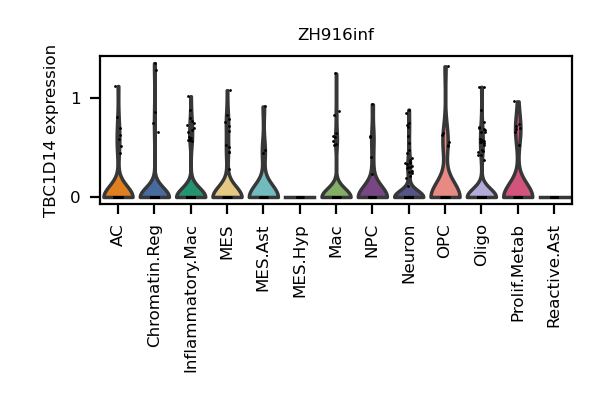 ZH916inf
TBC1D14 expression
1
0
AC
Chromatin.Reg
Inflammatory.Mac
MES
MES.Ast
MES.Hyp
Mac
NPC
Neuron
OPC
Oligo
Prolif.Metab
Reactive.Ast